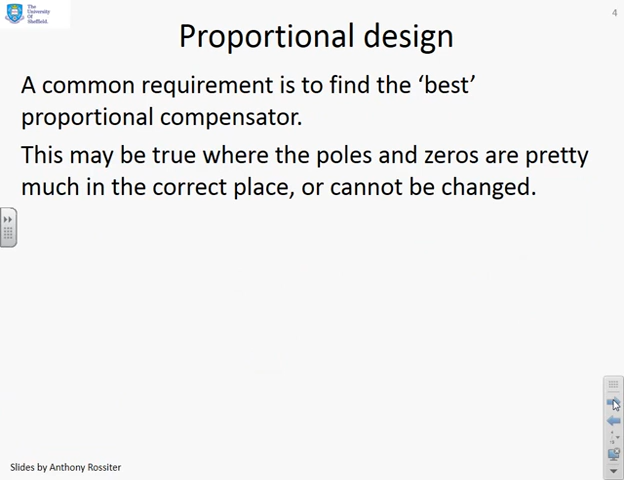 The
University
Of
Sheffield.
4
Proportional design
A common requirement is to find the ‘best’
proportional compensator.
This may be true where the poles and zeros are pretty
much in the correct place, or cannot be changed.
Slides by Anthony Rossiter